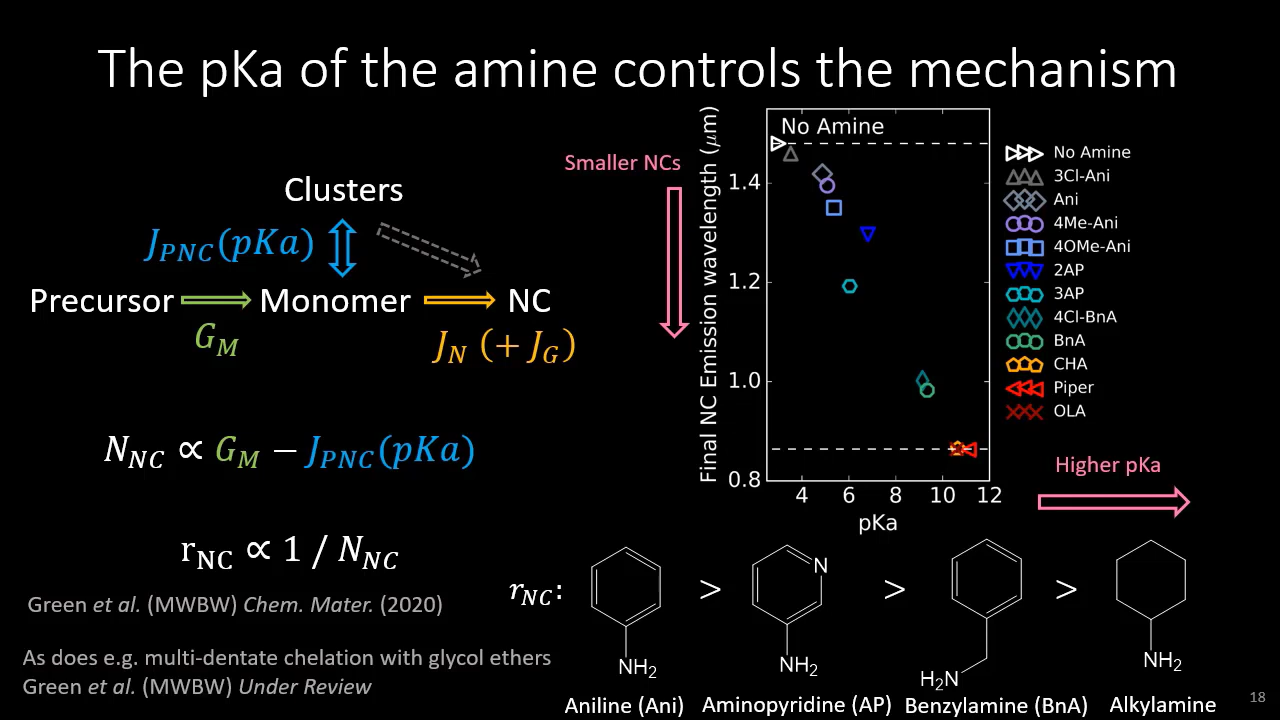 The pKa of the amine controls the mechanism
Clusters
J_PNC(pKa)
Precursor
Monomer
NC
G_M
J_N (+ J_G)
N_NC ∝ G_M − J_PNC(pKa)
r_NC ∝ 1 / N_NC
Green et al. (MWBW) Chem. Mater. (2020)
As does e.g. multi-dentate chelation with glycol ethers
Green et al. (MWBW) Under Review
Smaller NCs
Final NC Emission wavelength (μm)
No Amine
1.4
1.2
1.0
0.8
4 6 8 10 12
pKa
No Amine
3Cl-Ani
Ani
4Me-Ani
4OMe-Ani
2AP
3AP
4Cl-BnA
BnA
CHA
Piper
OLA
Higher pKa
r_NC:
>
N
>
>
NH₂
NH₂
H₂N
NH₂
Aniline (Ani)
Aminopyridine (AP)
Benzylamine (BnA)
Alkylamine
18